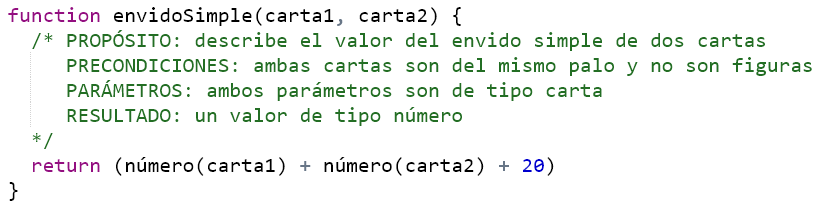 function envidoSimple(carta1, carta2) {
/* PROPÓSITO: describe el valor del envido simple de dos cartas
PRECONDICIONES: ambas cartas son del mismo palo y no son figuras
PARÁMETROS: ambos parámetros son de tipo carta
RESULTADO: un valor de tipo número
*/
return (número(carta1) + número(carta2) + 20)
}